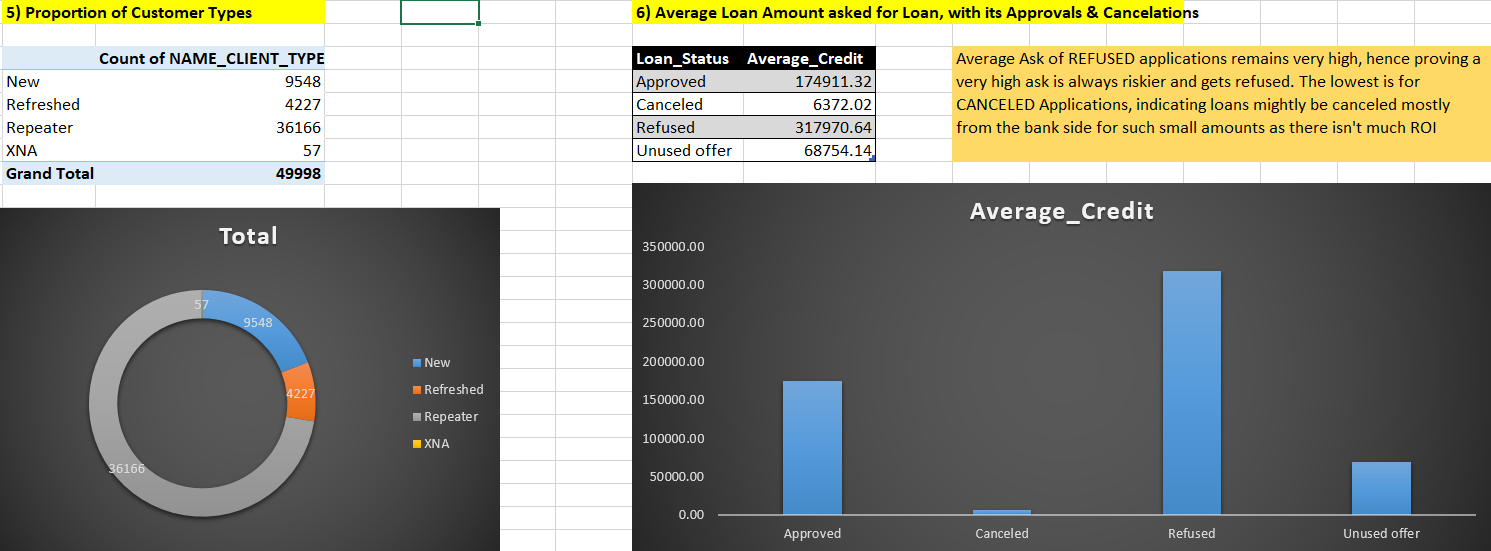 5) Proportion of Customer Types
Count of NAME_CLIENT_TYPE
New 9548
Refreshed 4227
Repeater 36166
XNA 57
Grand Total 49998
Total
57
9548
4227
36166
New
Refreshed
Repeater
XNA
6) Average Loan Amount asked for Loan, with its Approvals & Cancelations
Loan_Status Average_Credit
Approved 174911.32
Canceled 6372.02
Refused 317970.64
Unused offer 68754.14
Average Ask of REFUSED applications remains very high, hence proving a
very high ask is always riskier and gets refused. The lowest is for
CANCELED Applications, indicating loans mightly be canceled mostly
from the bank side for such small amounts as there isn't much ROI
Average_Credit
350000.00
300000.00
250000.00
200000.00
150000.00
100000.00
50000.00
0.00
Approved Canceled Refused Unused offer